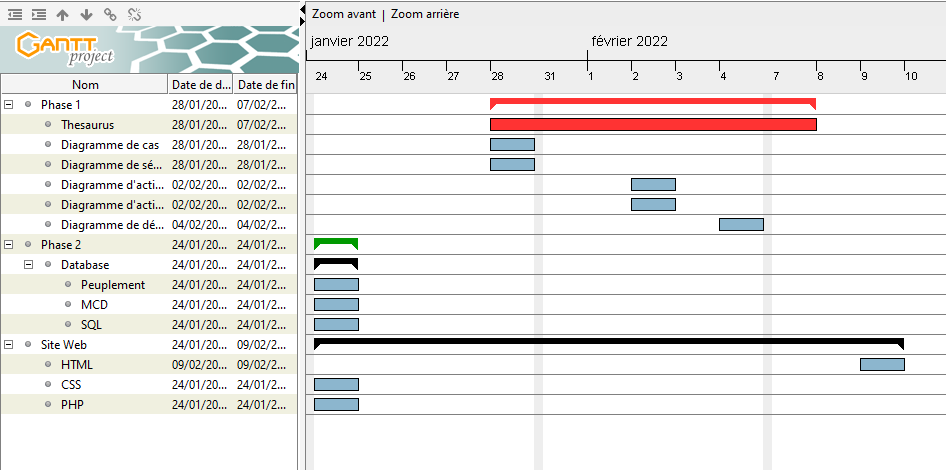 Zoom avant | Zoom arrière
GANTT project
janvier 2022 février 2022
Nom Date de d... Date de fin 24 25 26 27 28 31 1 2 3 4 7 8 9 10
Phase 1 28/01/20... 07/02/2...
Thesaurus 28/01/20... 07/02/2...
Diagramme de cas 28/01/20... 28/01/2...
Diagramme de sé... 28/01/20... 28/01/2...
Diagramme d'acti... 02/02/20... 02/02/2...
Diagramme d'acti... 02/02/20... 02/02/2...
Diagramme de dé... 04/02/20... 04/02/2...
Phase 2 24/01/20... 24/01/2...
Database 24/01/20... 24/01/2...
Peuplement 24/01/20... 24/01/2...
MCD 24/01/20... 24/01/2...
SQL 24/01/20... 24/01/2...
Site Web 24/01/20... 09/02/2...
HTML 09/02/20... 09/02/2...
CSS 24/01/20... 24/01/2...
PHP 24/01/20... 24/01/2...